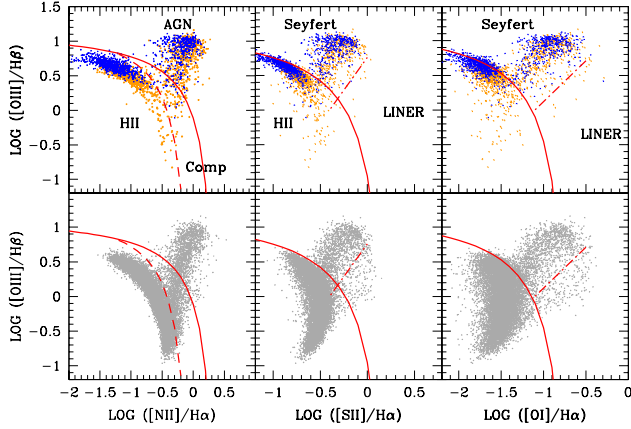 AGN Seyfert Seyfert
1
0.5
0
−0.5
−1
LOG ([OIII]/Hβ)
HII Comp HII LINER LINER
1
0.5
0
−0.5
−1
LOG ([OIII]/Hβ)
−2 −1.5 −1 −0.5 0 0.5 −1 −0.5 0 0.5 −2 −1.5 −1 −0.5 0
LOG ([NII]/Hα) LOG ([SII]/Hα) LOG ([OI]/Hα)